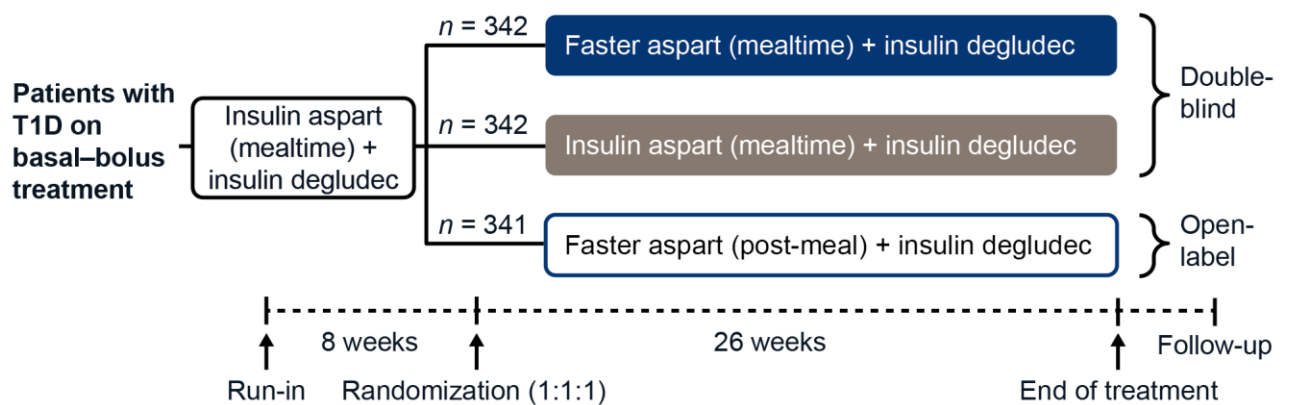 Patients with
T1D on
basal–bolus
treatment
Insulin aspart
(mealtime) +
insulin degludec
n = 342
Faster aspart (mealtime) + insulin degludec
n = 342
Insulin aspart (mealtime) + insulin degludec
Double-
blind
n = 341
Faster aspart (post-meal) + insulin degludec
Open-
label
8 weeks
26 weeks
Run-in
Randomization (1:1:1)
End of treatment
Follow-up